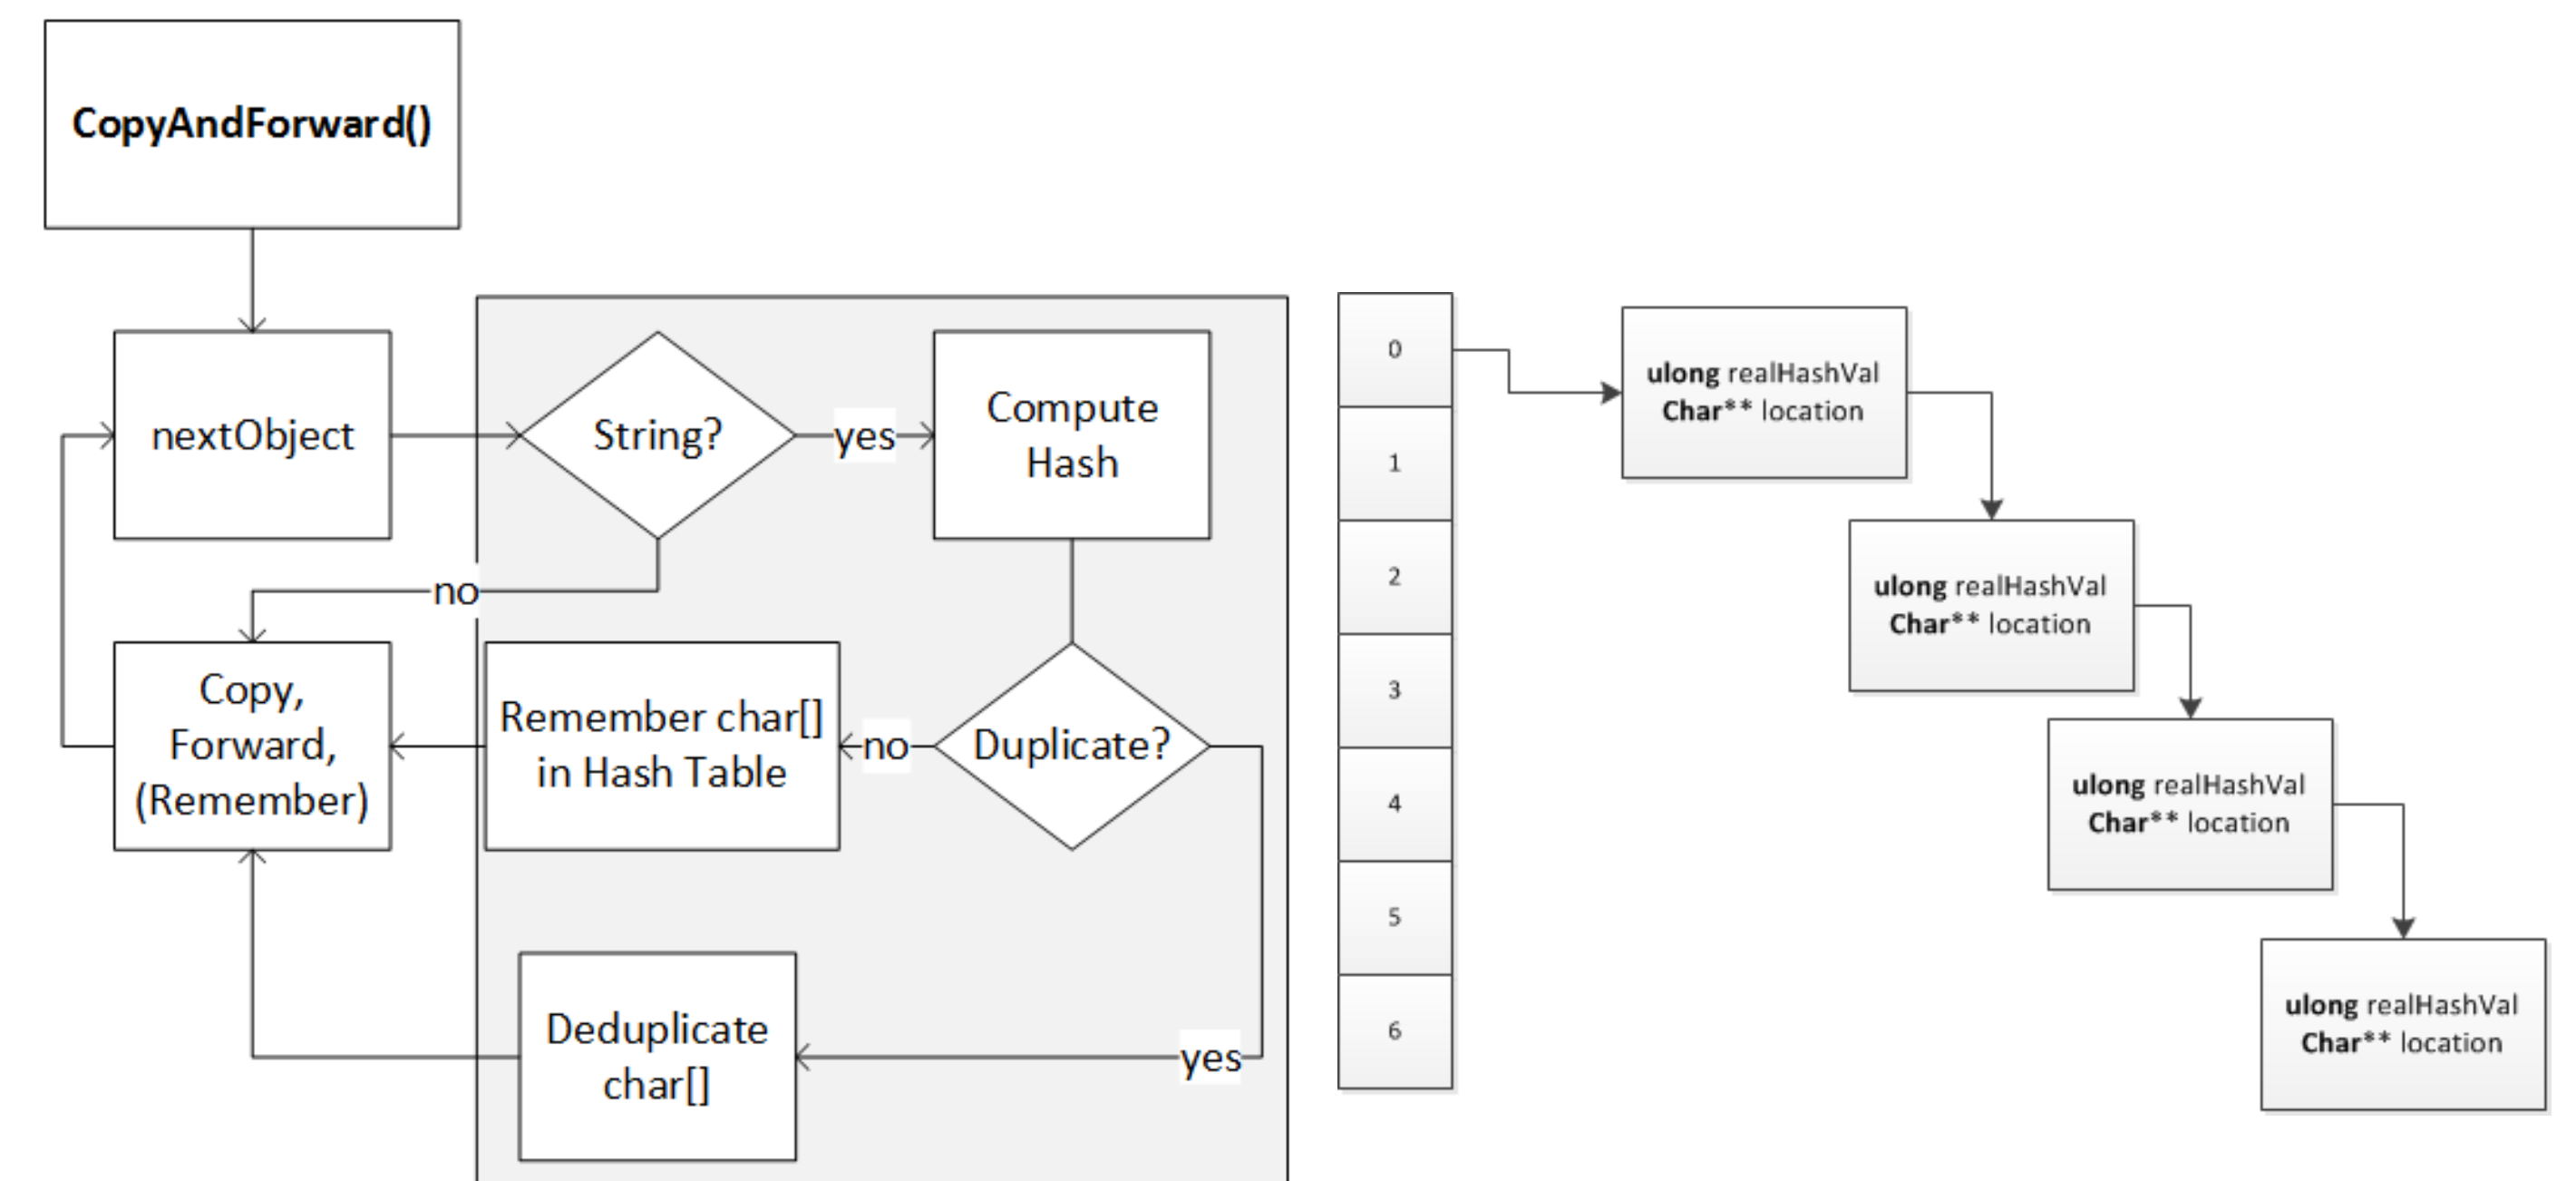 CopyAndForward()
nextObject
String?
yes
Compute
Hash
no
Copy,
Forward,
(Remember)
Remember char[]
in Hash Table
no
Duplicate?
Deduplicate
char[]
yes
0
1
2
3
4
5
6
ulong realHashVal
Char** location
ulong realHashVal
Char** location
ulong realHashVal
Char** location
ulong realHashVal
Char** location